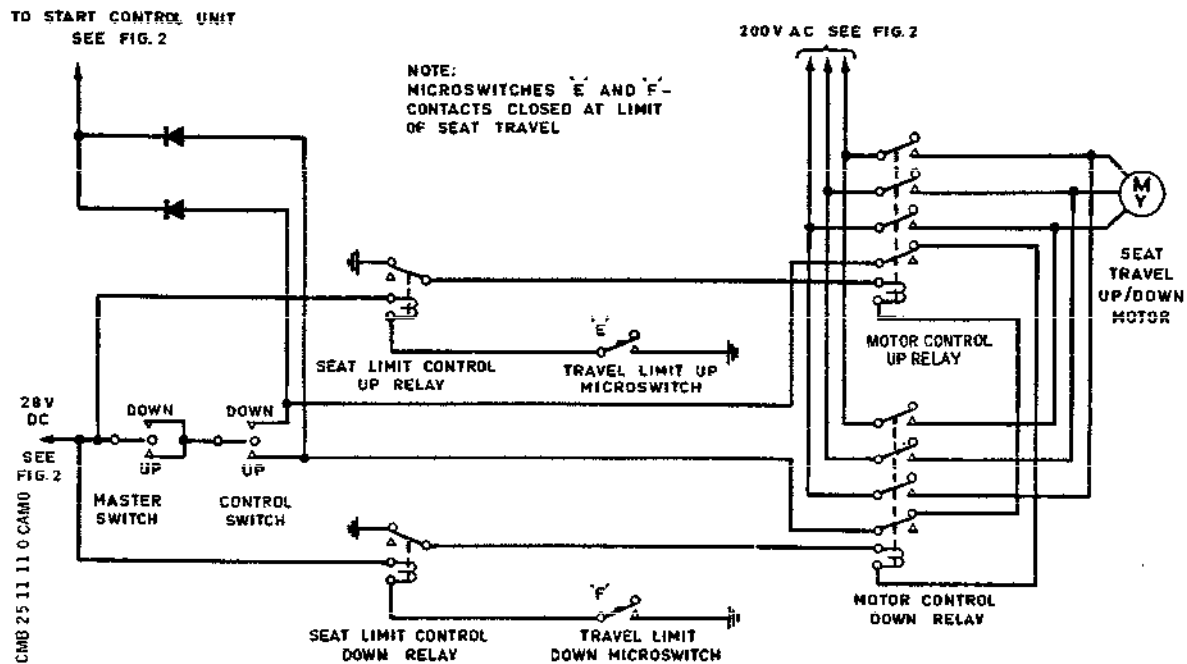 TO START CONTROL UNIT
SEE FIG. 2
200V AC SEE FIG. 2
NOTE:
MICROSWITCHES 'E' AND 'F'-
CONTACTS CLOSED AT LIMIT
OF SEAT TRAVEL
M
Y
SEAT
TRAVEL
UP/DOWN
MOTOR
MOTOR CONTROL
UP RELAY
'E'
SEAT LIMIT CONTROL
UP RELAY
TRAVEL LIMIT UP
MICROSWITCH
28V
DC
SEE
FIG. 2
DOWN
UP
MASTER
SWITCH
DOWN
UP
CONTROL
SWITCH
'F'
SEAT LIMIT CONTROL
DOWN RELAY
TRAVEL LIMIT
DOWN MICROSWITCH
MOTOR CONTROL
DOWN RELAY
CMB 25 11 11 0 CAM0